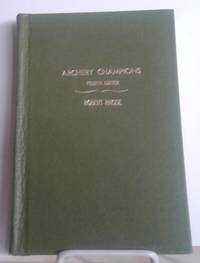 ARCHERY CHAMPIONS
FOURTH EDITION
ROBERT RHODE